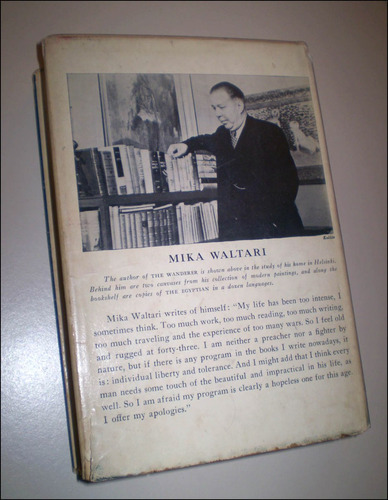 MIKA WALTARI
The author of THE WANDERER is shown above in the study of his home in Helsinki.
Behind him are two canvases from his collection of modern paintings, and along the
bookshelf are copies of THE EGYPTIAN in a dozen languages.
Mika Waltari writes of himself: "My life has been too intense, I
sometimes think. Too much work, too much reading, too much writing,
too much traveling and the experience of too many wars. So I feel old
and rugged at forty-three. I am neither a preacher nor a fighter by
nature, but if there is any program in the books I write nowadays, it
is: individual liberty and tolerance. And I might add that I think every
man needs some touch of the beautiful and impractical in his life, as
well. So I am afraid my program is clearly a hopeless one for this age.
I offer my apologies."